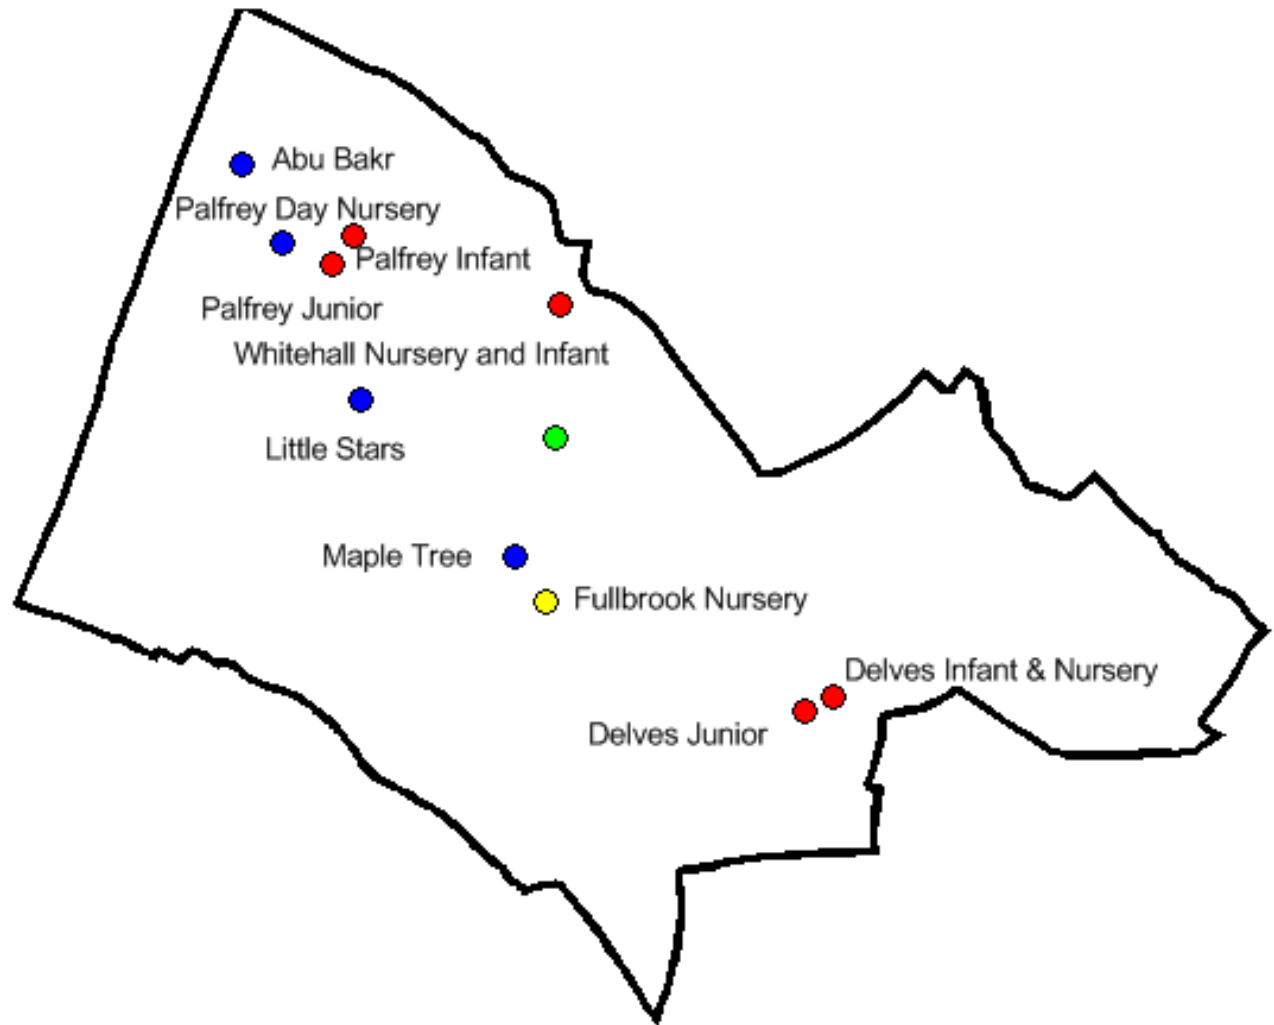 Abu Bakr
Palfrey Day Nursery
Palfrey Infant
Palfrey Junior
Whitehall Nursery and Infant
Little Stars
Maple Tree
Fullbrook Nursery
Delves Infant & Nursery
Delves Junior